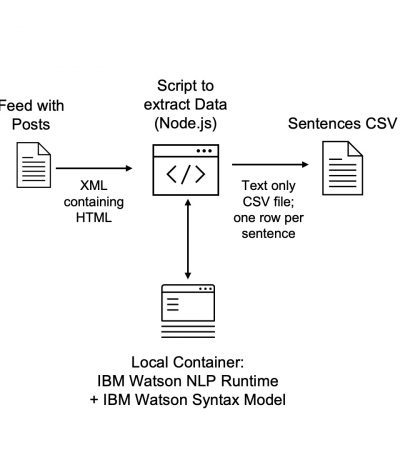 Feed with
Posts
Script to
extract Data
(Node.js)
Sentences CSV
XML
containing
HTML
</>
Text only
CSV file;
one row per
sentence
Local Container:
IBM Watson NLP Runtime
+ IBM Watson Syntax Model